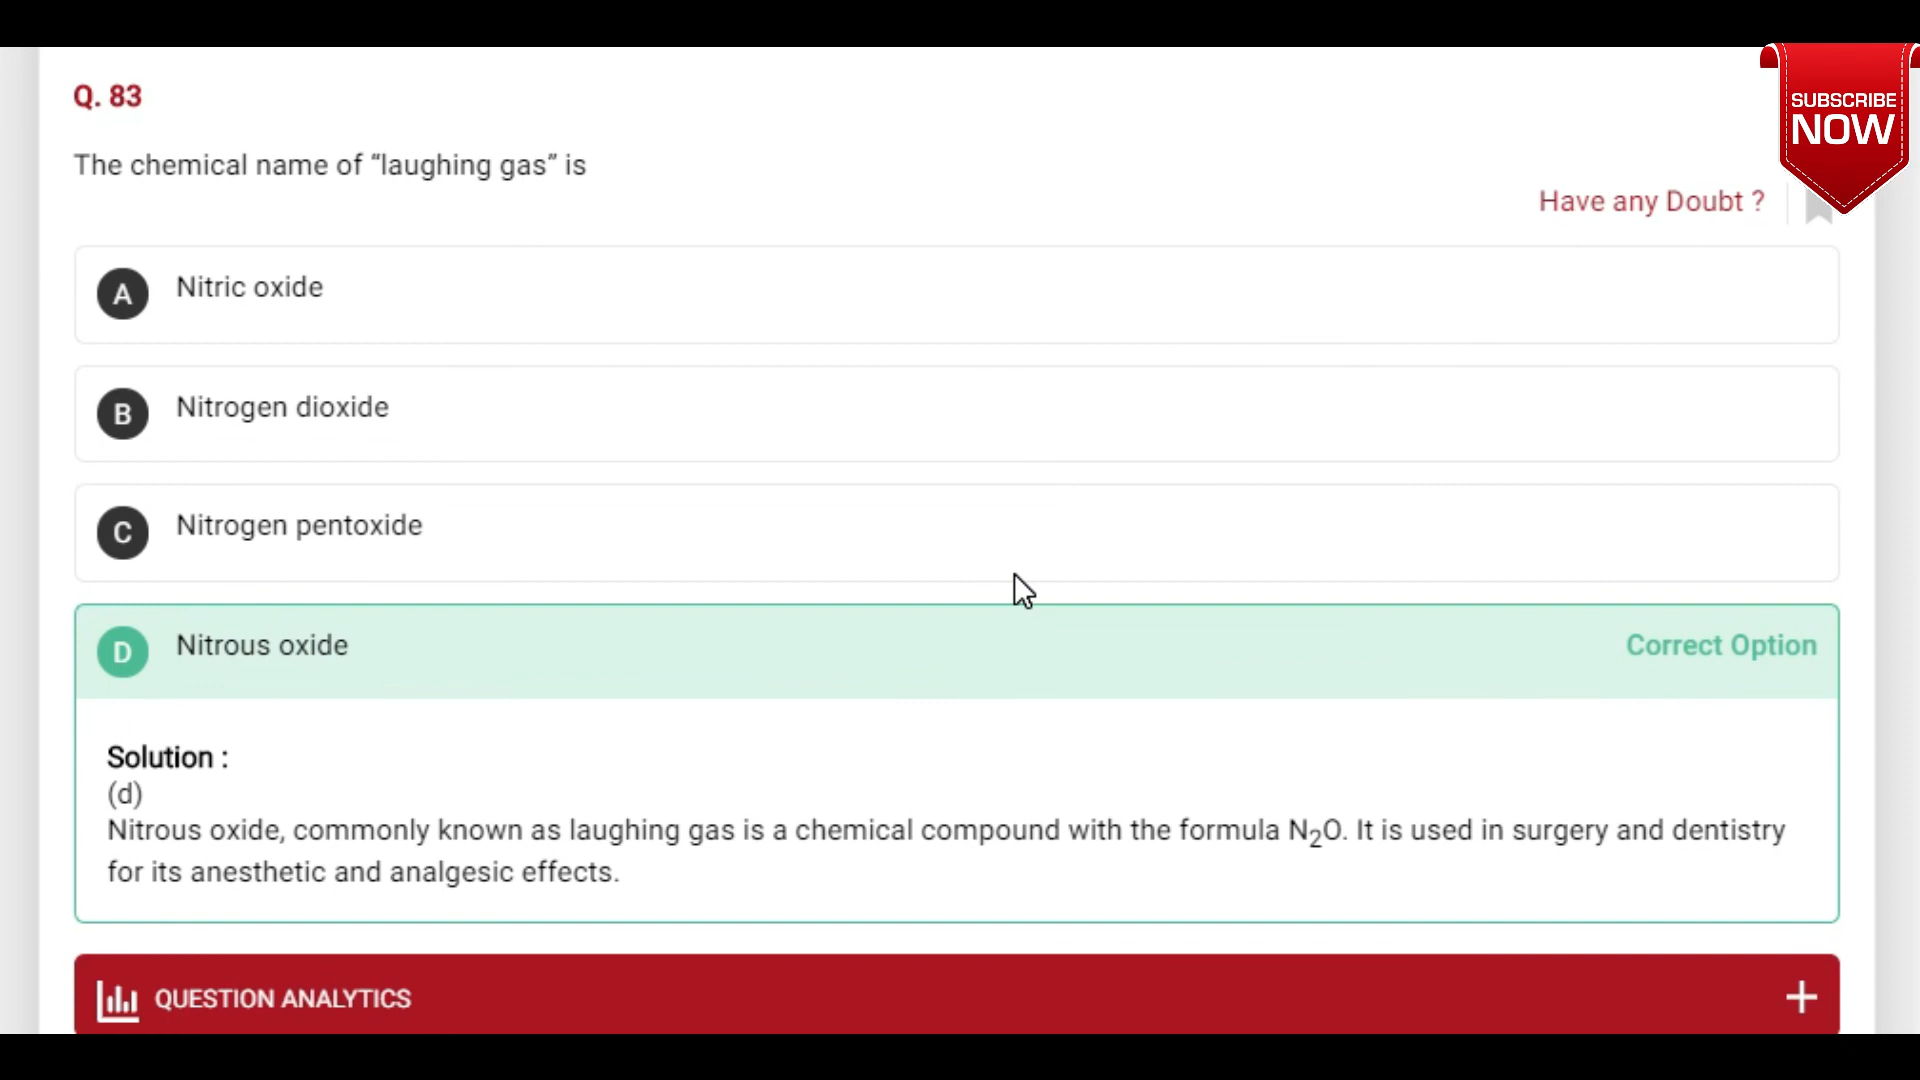 SUBSCRIBE
NOW
Q. 83
The chemical name of “laughing gas” is
Have any Doubt ?
A Nitric oxide
B Nitrogen dioxide
C Nitrogen pentoxide
D Nitrous oxide Correct Option
Solution :
(d)
Nitrous oxide, commonly known as laughing gas is a chemical compound with the formula N₂O. It is used in surgery and dentistry
for its anesthetic and analgesic effects.
QUESTION ANALYTICS +